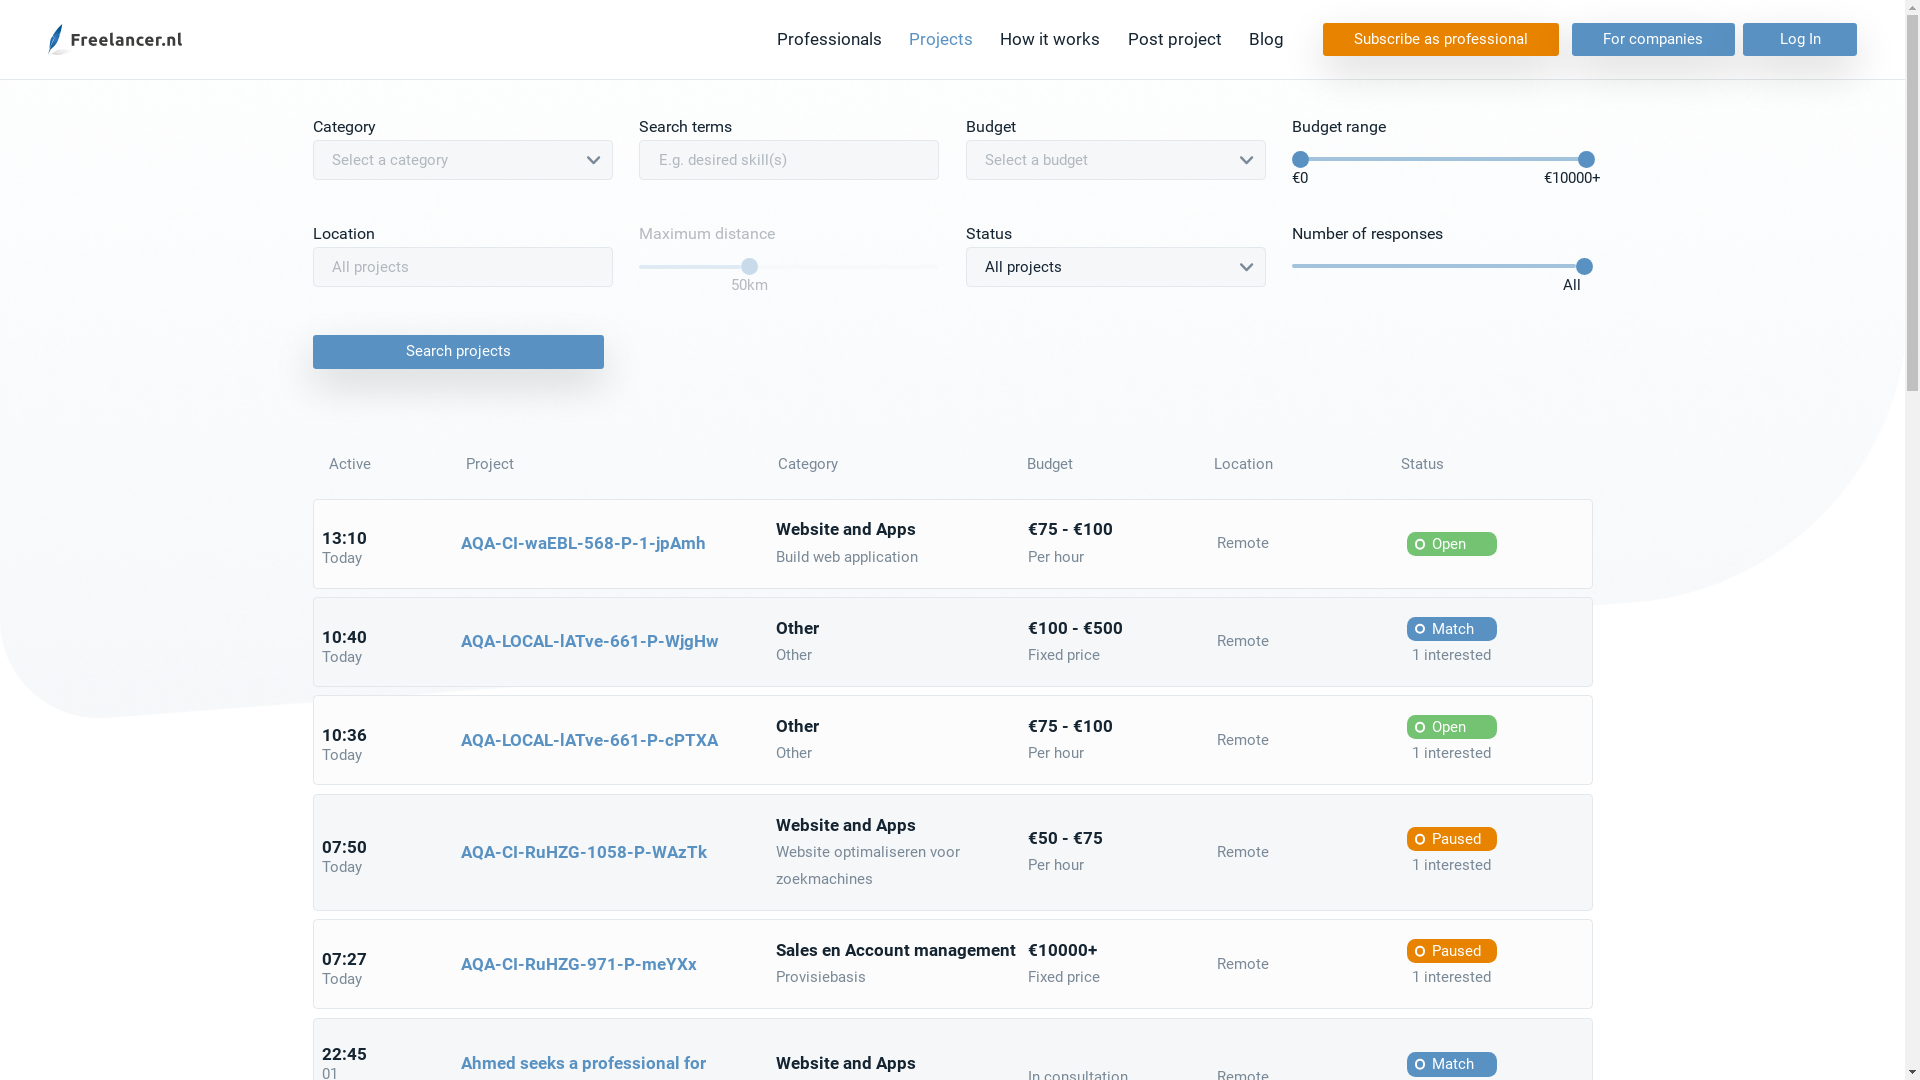 Freelancer.nl
Professionals Projects How it works Post project Blog Subscribe as professional For companies Log In
Category Search terms Budget Budget range
Select a category E.g. desired skill(s) Select a budget
€0 €10000+
Location Maximum distance Status Number of responses
All projects All projects
50km All
Search projects
Active Project Category Budget Location Status
13:10
Today
AQA-CI-waEBL-568-P-1-jpAmh
Website and Apps
Build web application
€75 - €100
Per hour
Remote
Open
10:40
Today
AQA-LOCAL-lATve-661-P-WjgHw
Other
Other
€100 - €500
Fixed price
Remote
Match
1 interested
10:36
Today
AQA-LOCAL-lATve-661-P-cPTXA
Other
Other
€75 - €100
Per hour
Remote
Open
1 interested
07:50
Today
AQA-CI-RuHZG-1058-P-WAzTk
Website and Apps
Website optimaliseren voor
zoekmachines
€50 - €75
Per hour
Remote
Paused
1 interested
07:27
Today
AQA-CI-RuHZG-971-P-meYXx
Sales en Account management
Provisiebasis
€10000+
Fixed price
Remote
Paused
1 interested
22:45
01
Ahmed seeks a professional for
Website and Apps
In consultation
Remote
Match